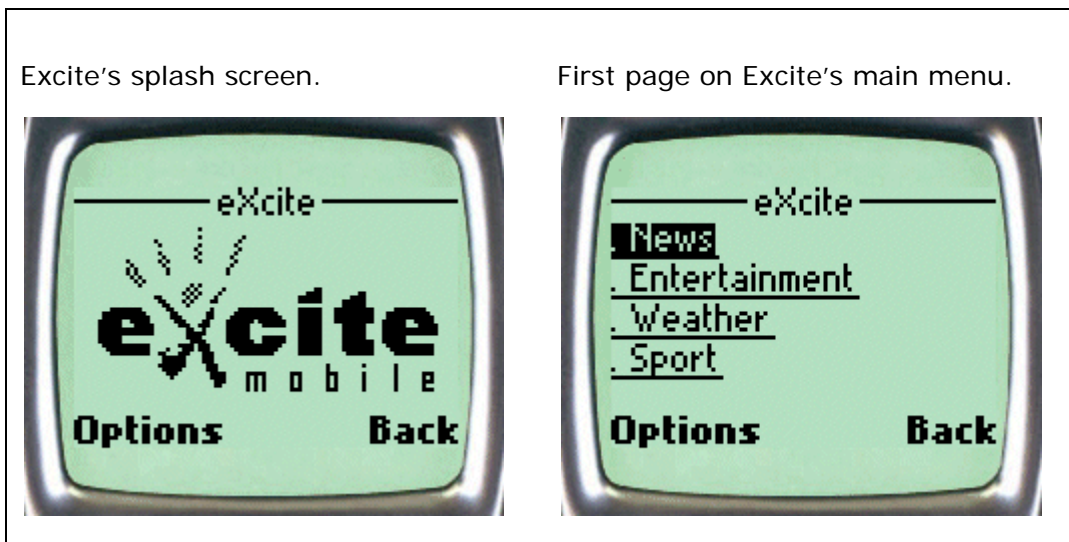 Excite's splash screen.
eXcite
excite
mobile
Options Back
First page on Excite's main menu.
eXcite
. News
. Entertainment
. Weather
. Sport
Options Back